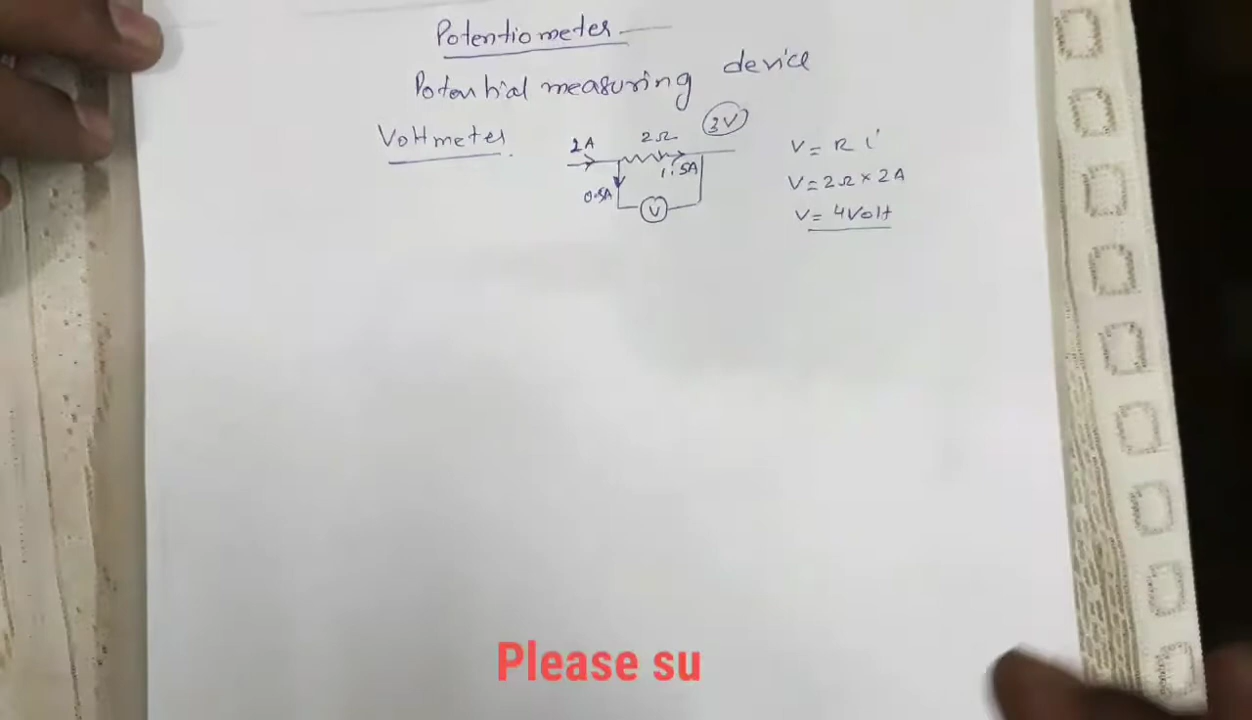 Potentiometer
Potential measuring device
Voltmeter
2A
2Ω
3V
1.5A
0.5A
V
V = R i
V = 2Ω × 2A
V = 4 Volt
Please su